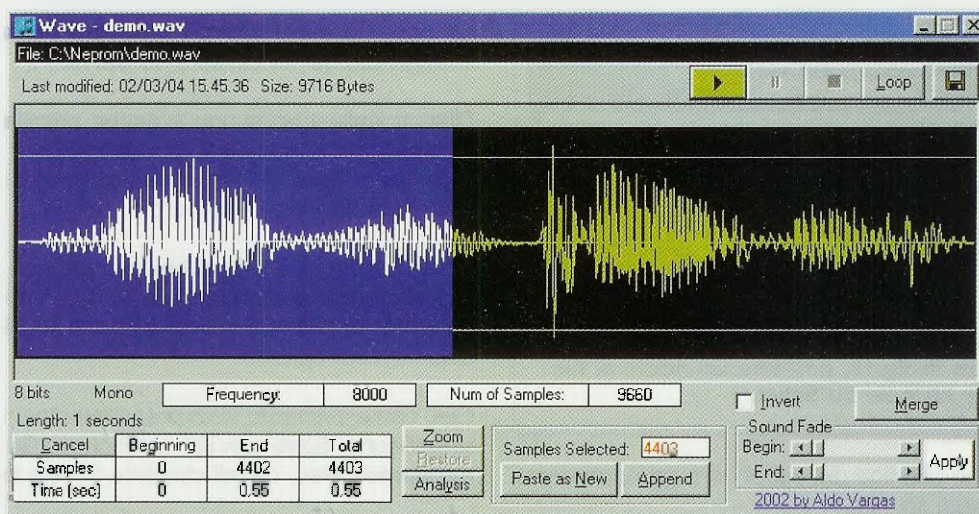 Wave - demo.wav
File: C:\Neprom\demo.wav
Last modified: 02/03/04 15.45.36 Size: 9716 Bytes
Loop
8 bits Mono Frequency: 8000 Num of Samples: 9660
Invert
Merge
Length: 1 seconds
Sound Fade
Cancel Beginning End Total
Zoom
Samples Selected: 4403
Begin:
Samples 0 4402 4403
Restore
Apply
Time (sec) 0 0.55 0.55
Analysis
Paste as New Append
End:
2002 by Aldo Vargas